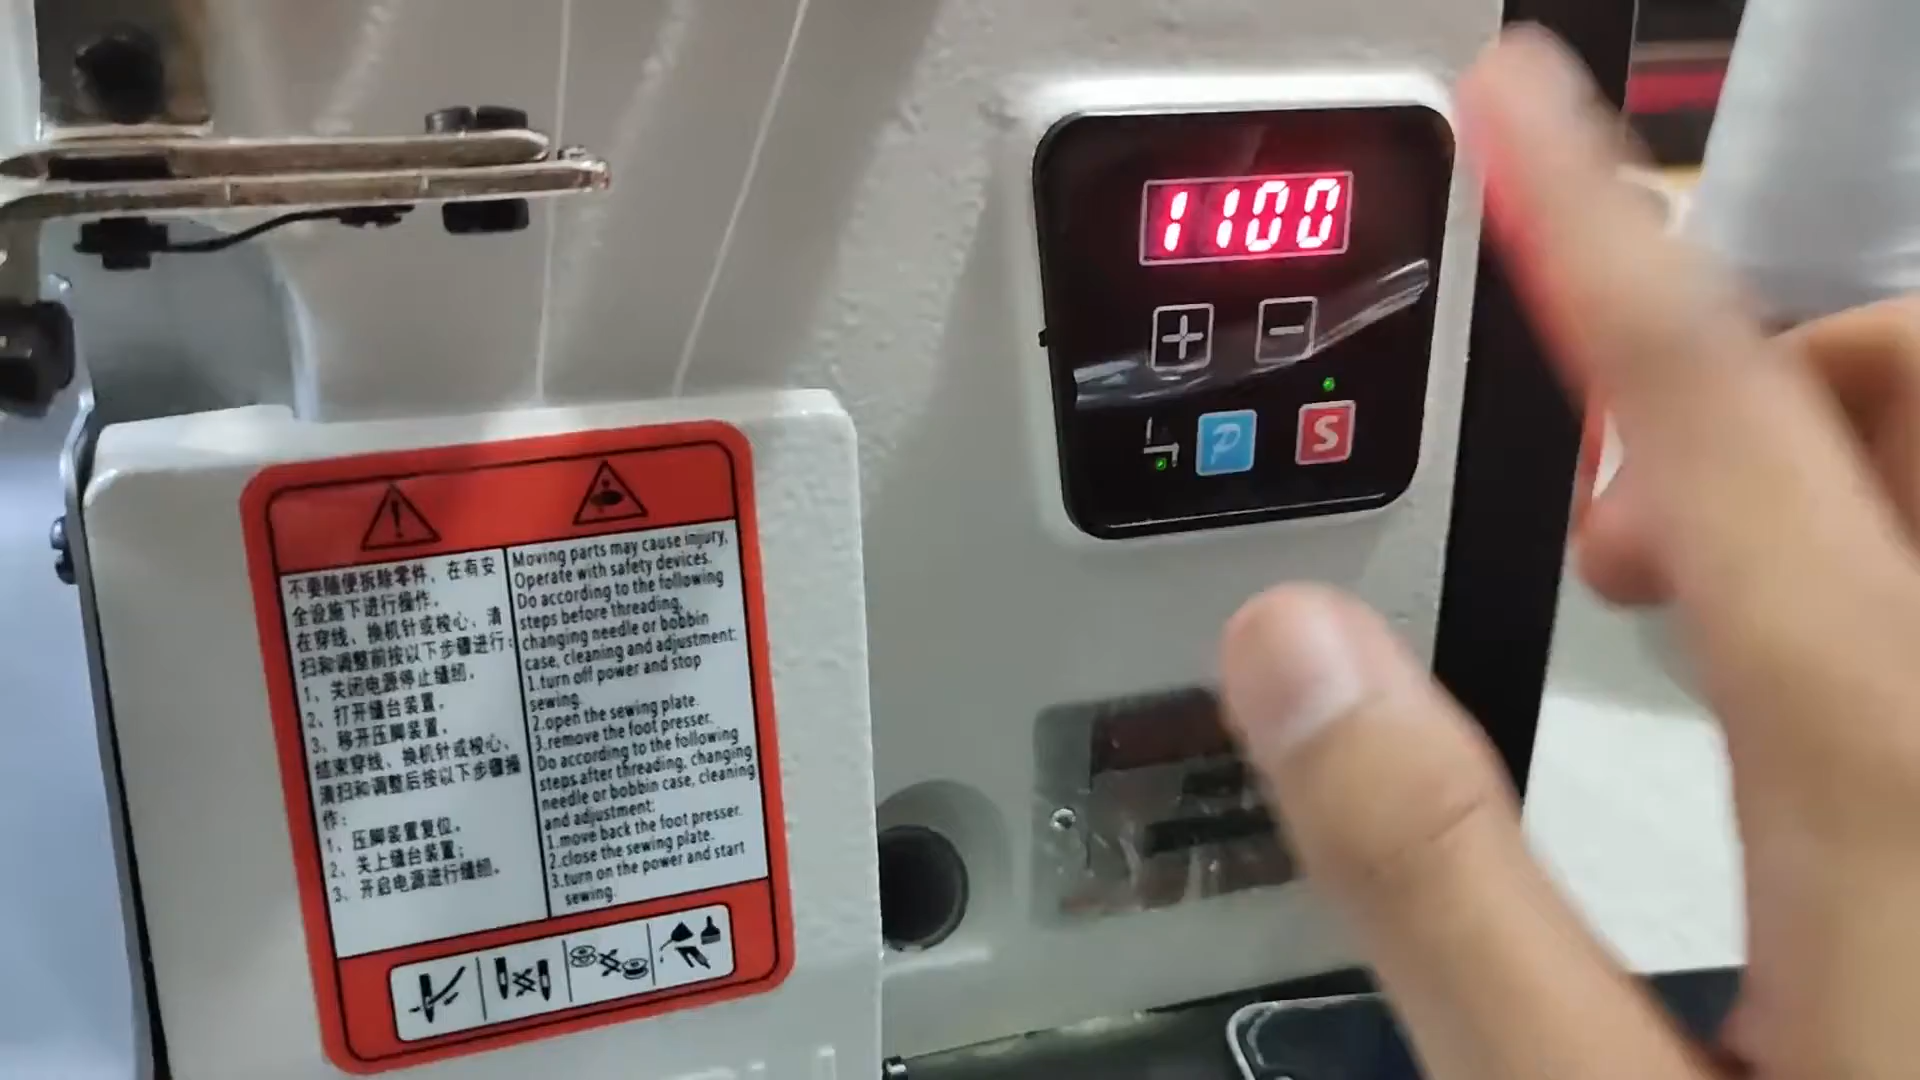 1100
+ −
P S
不要随便拆除零件，在有安
全设施下进行操作。
在穿线、换机针或梭心、清
扫和调整前按以下步骤进行:
1、关闭电源停止缝纫。
2、打开缝台装置。
3、移开压脚装置。
结束穿线、换机针或梭心、
清扫和调整后按以下步骤操
作:
1、压脚装置复位。
2、关上缝台装置;
3、开启电源进行缝纫。
Moving parts may cause injury,
Operate with safety devices.
Do according to the following
steps before threading,
changing needle or bobbin
case, cleaning and adjustment:
1.turn off power and stop
sewing.
2.open the sewing plate.
3.remove the foot presser.
Do according to the following
steps after threading, changing
needle or bobbin case, cleaning
and adjustment:
1.move back the foot presser.
2.close the sewing plate.
3.turn on the power and start
sewing.